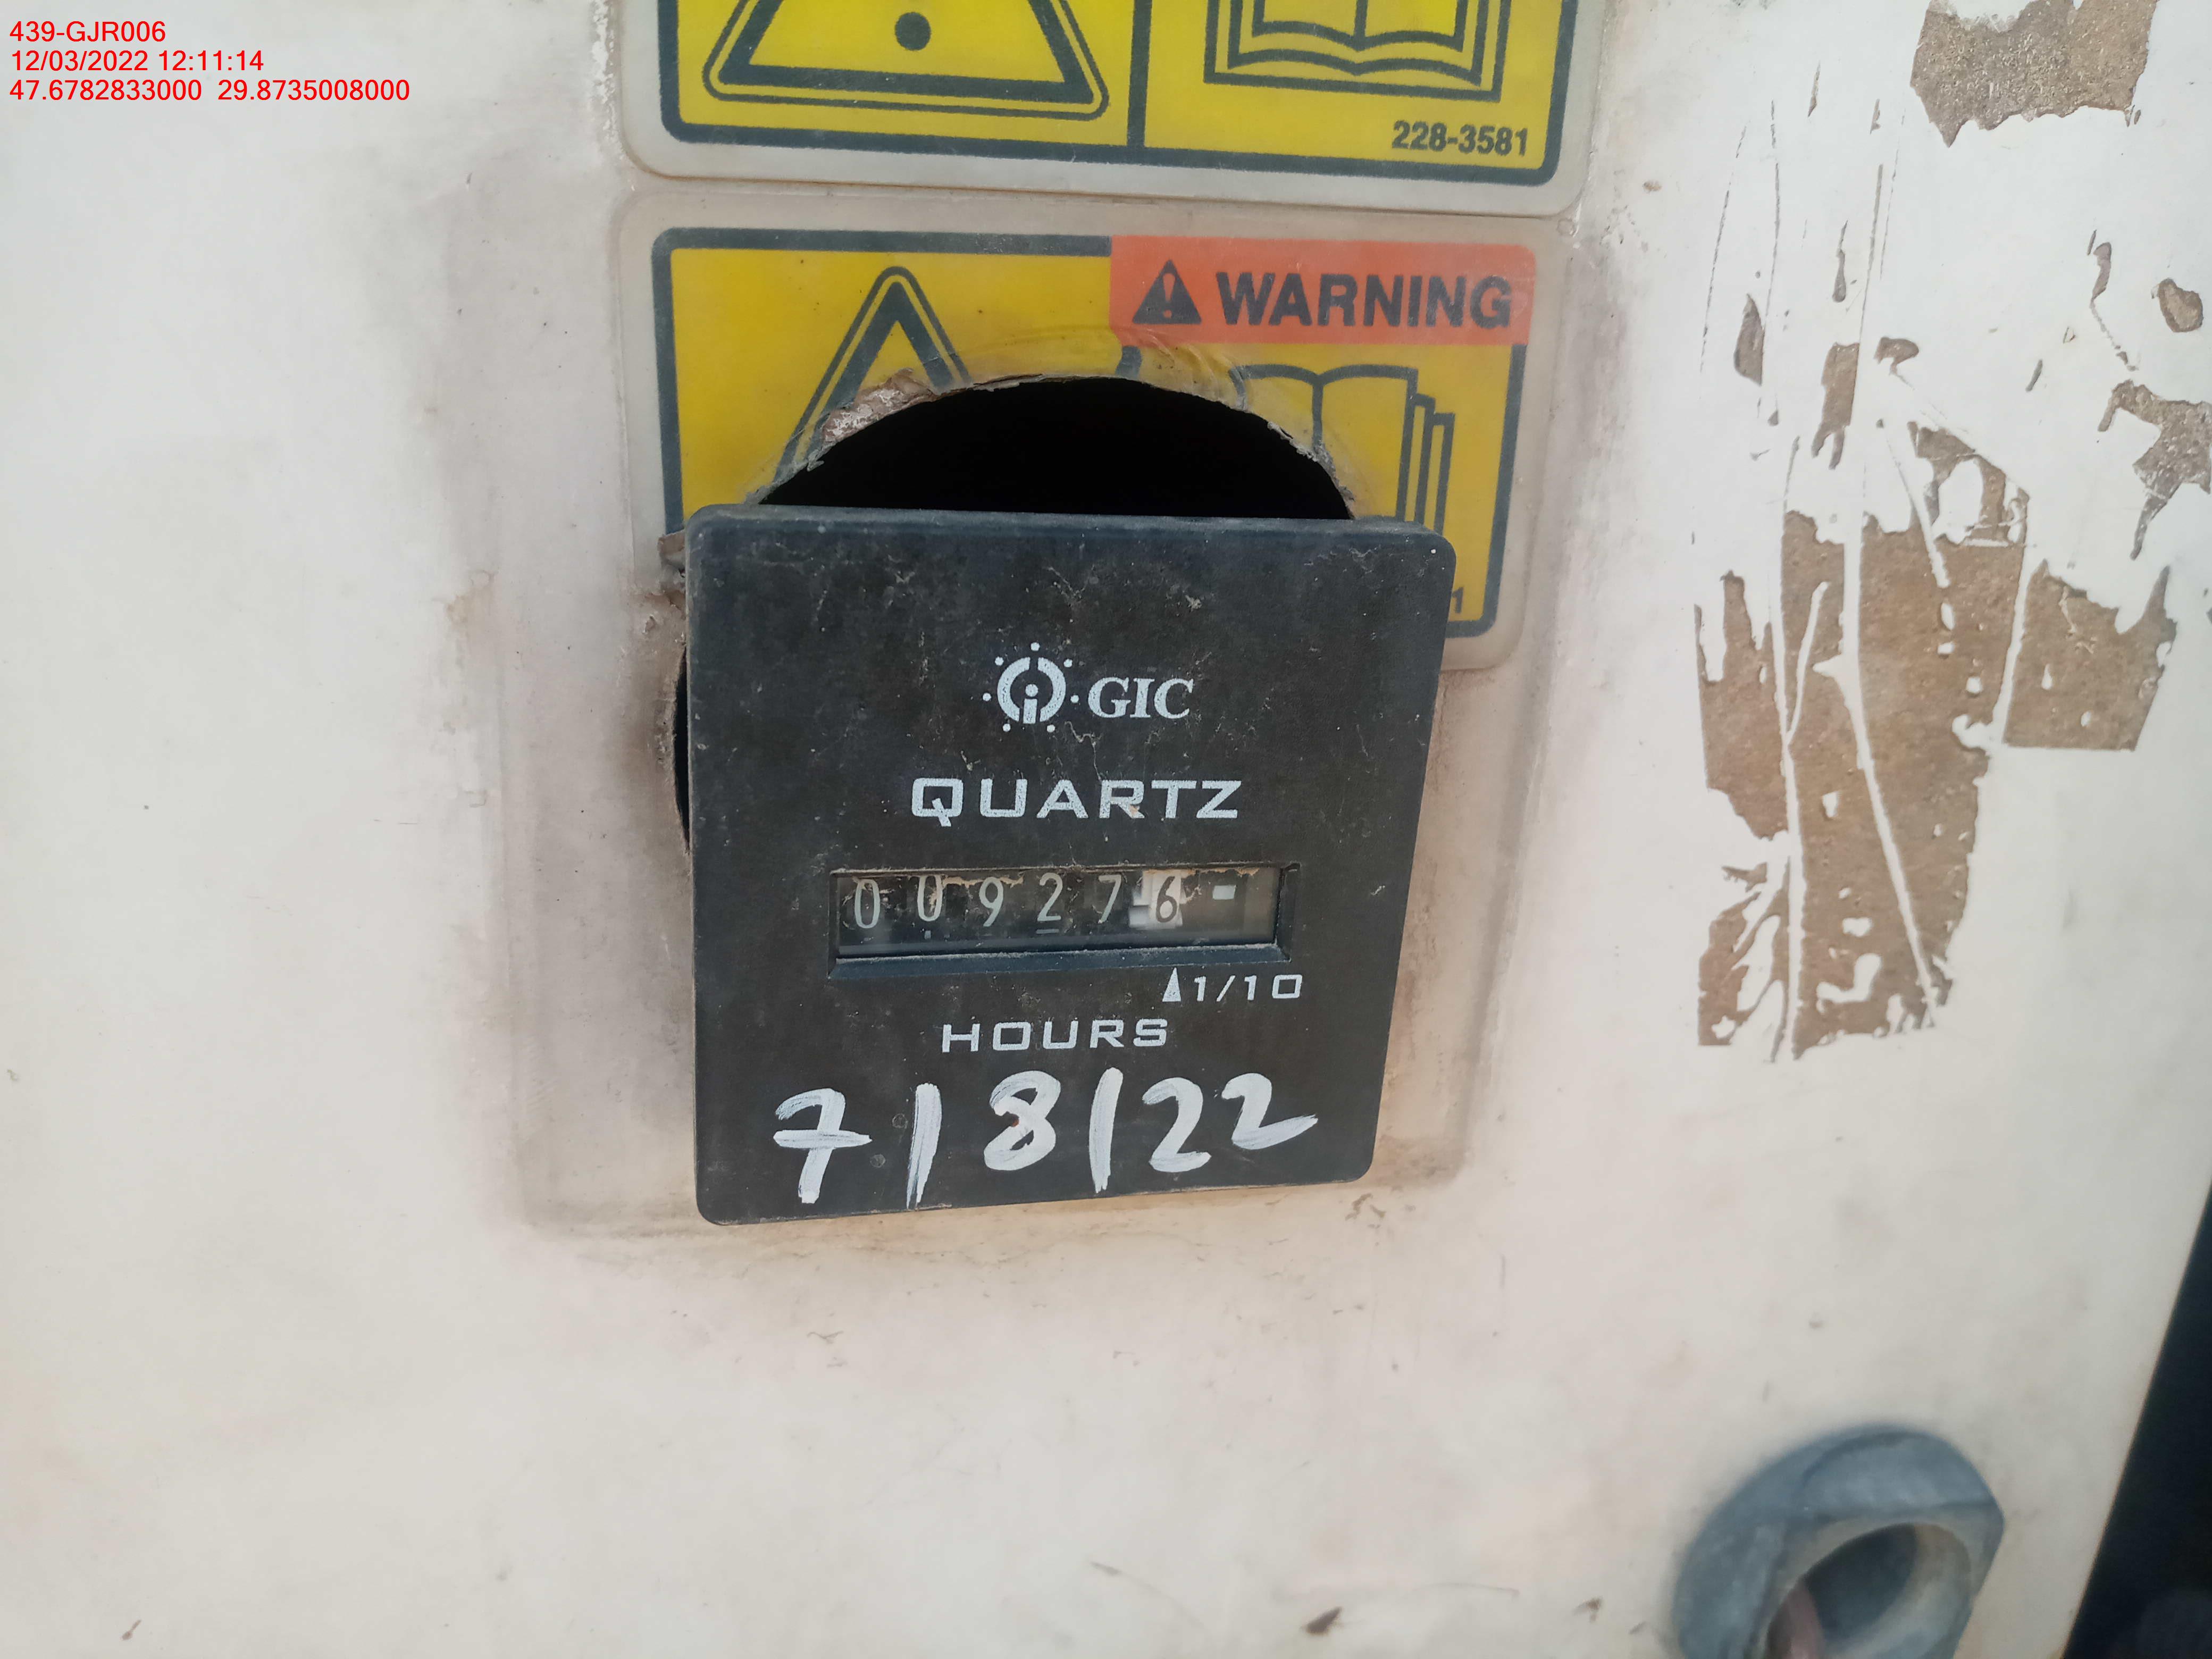 439-GJR006
12/03/2022 12:11:14
47.6782833000 29.8735008000
228-3581
WARNING
1
GIC
QUARTZ
009276
1/10
HOURS
7/8/22